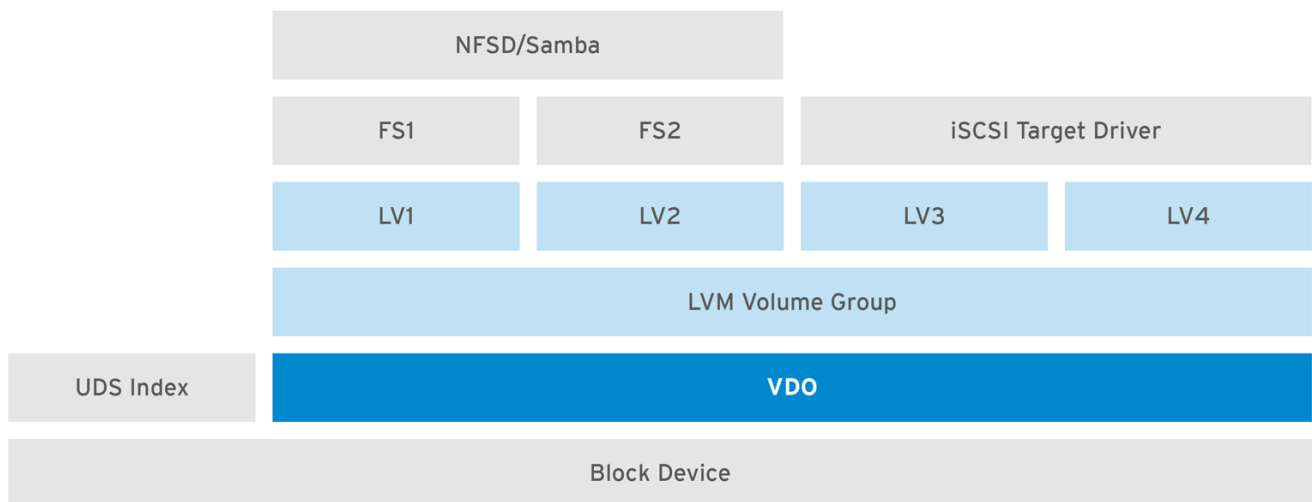 NFSD/Samba
FS1
FS2
iSCSI Target Driver
LV1
LV2
LV3
LV4
LVM Volume Group
UDS Index
VDO
Block Device